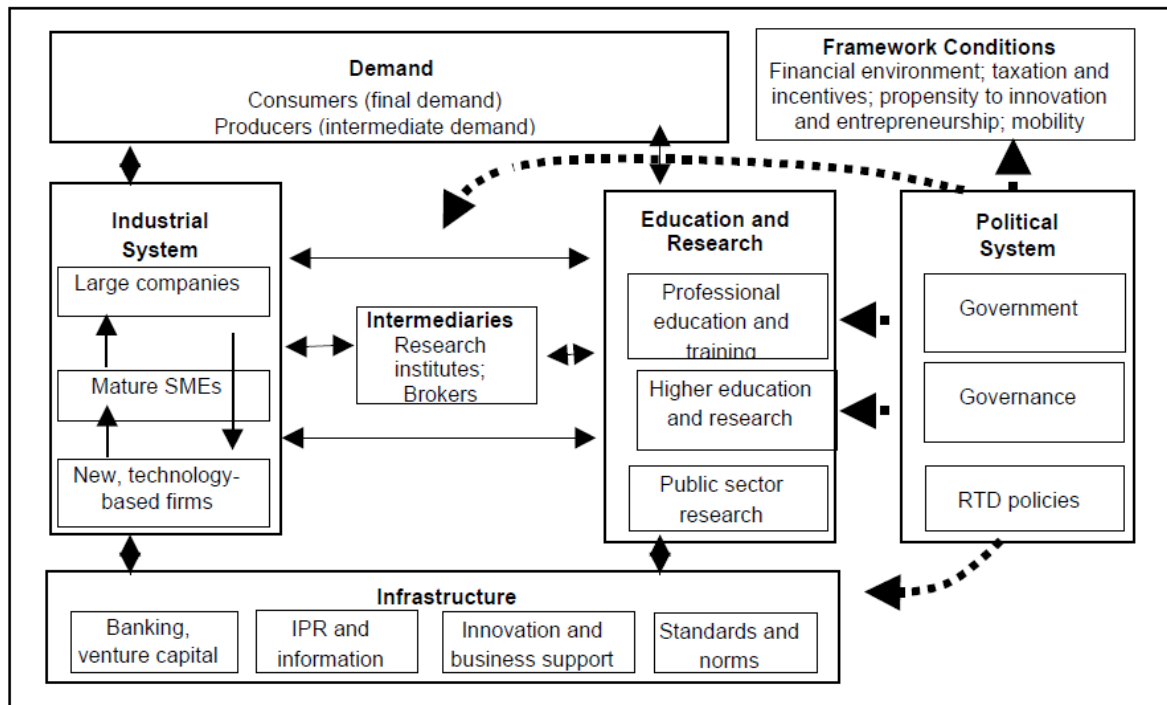 Demand
Consumers (final demand)
Producers (intermediate demand)
Framework Conditions
Financial environment; taxation and
incentives; propensity to innovation
and entrepreneurship; mobility
Industrial
System
Large companies
Mature SMEs
New, technology-
based firms
Intermediaries
Research
institutes;
Brokers
Education and
Research
Professional
education and
training
Higher education
and research
Public sector
research
Political
System
Government
Governance
RTD policies
Infrastructure
Banking,
venture capital
IPR and
information
Innovation and
business support
Standards and
norms